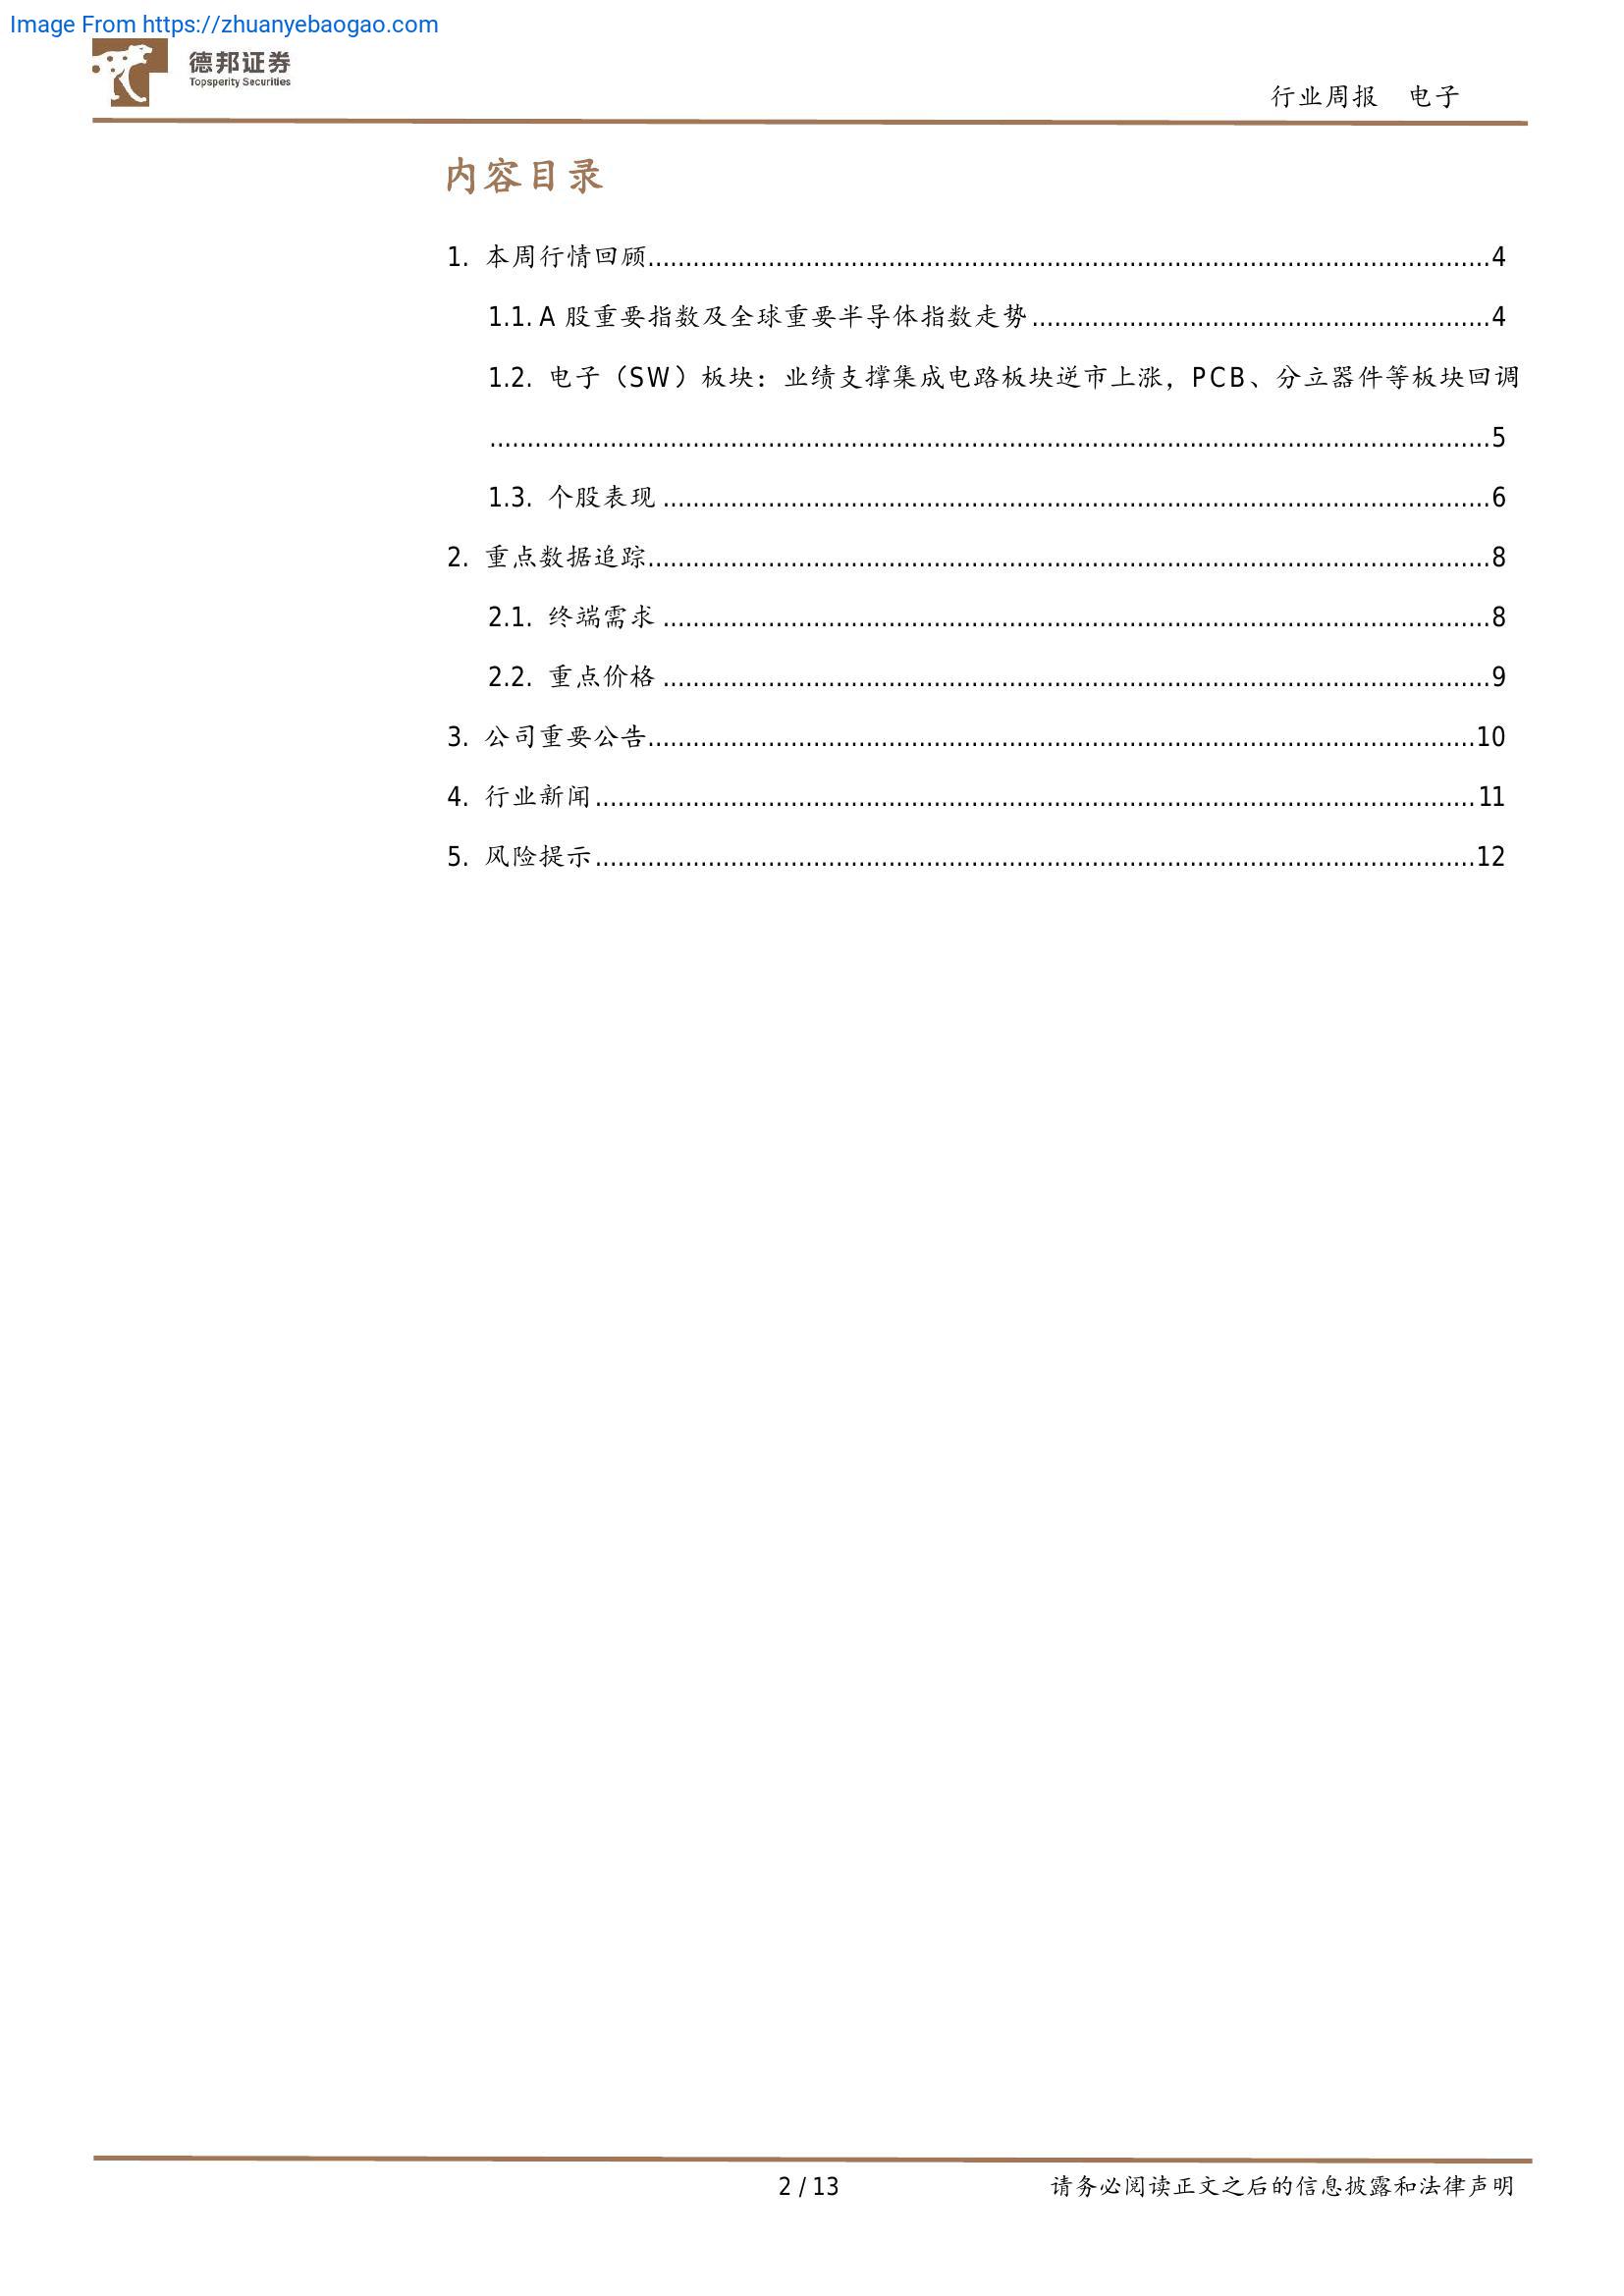 Image From https://zhuanyebaogao.com
德邦证券
Topsperity Securities
行业周报 电子
内容目录
1. 本周行情回顾................................................................4
1.1. A 股重要指数及全球重要半导体指数走势................................................................4
1.2. 电子（SW）板块：业绩支撑集成电路板块逆市上涨，PCB、分立器件等板块回调
................................................................5
1.3. 个股表现................................................................6
2. 重点数据追踪................................................................8
2.1. 终端需求................................................................8
2.2. 重点价格................................................................9
3. 公司重要公告................................................................10
4. 行业新闻................................................................11
5. 风险提示................................................................12
2 / 13
请务必阅读正文之后的信息披露和法律声明